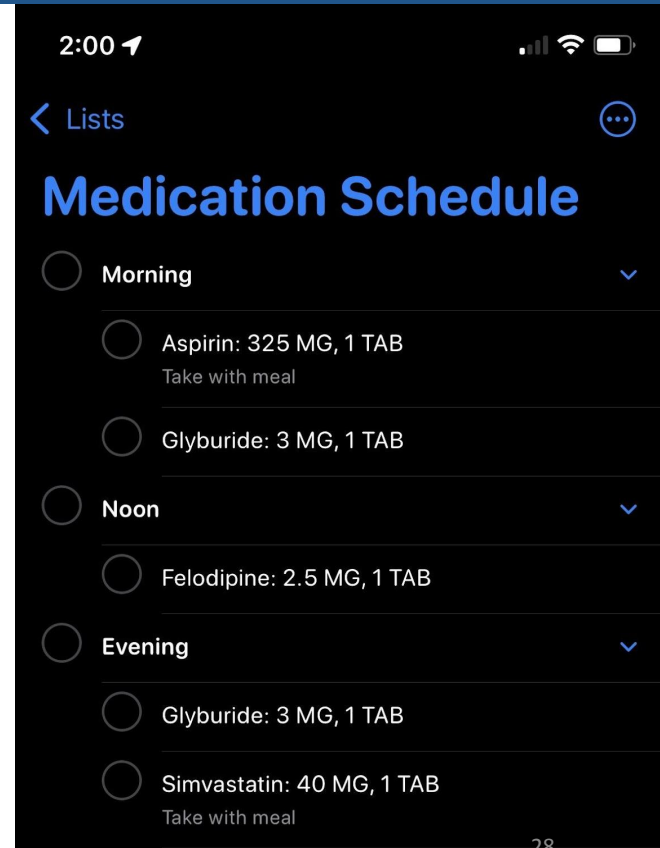 2:00
Lists
Medication Schedule
Morning
Aspirin: 325 MG, 1 TAB
Take with meal
Glyburide: 3 MG, 1 TAB
Noon
Felodipine: 2.5 MG, 1 TAB
Evening
Glyburide: 3 MG, 1 TAB
Simvastatin: 40 MG, 1 TAB
Take with meal
28